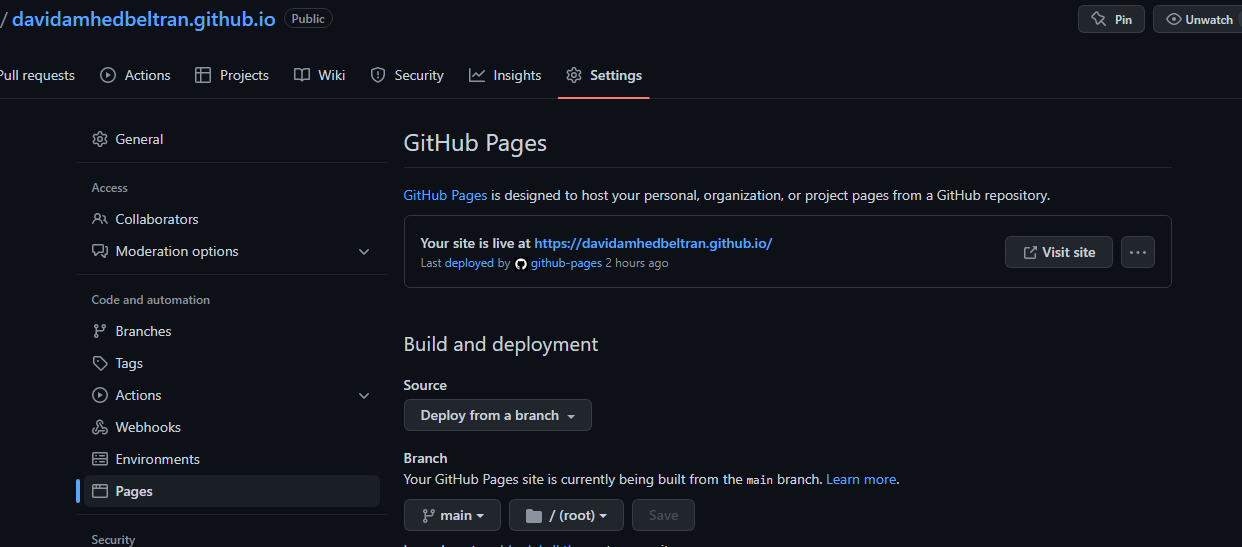 / davidamhedbeltran.github.io Public Pin Unwatch
Pull requests Actions Projects Wiki Security Insights Settings
General
Access
Collaborators
Moderation options
Code and automation
Branches
Tags
Actions
Webhooks
Environments
Pages
Security
GitHub Pages
GitHub Pages is designed to host your personal, organization, or project pages from a GitHub repository.
Your site is live at https://davidamhedbeltran.github.io/
Last deployed by github-pages 2 hours ago
Visit site
Build and deployment
Source
Deploy from a branch
Branch
Your GitHub Pages site is currently being built from the main branch. Learn more.
main / (root) Save